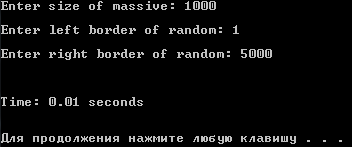 Enter size of massive: 1000
Enter left border of random: 1
Enter right border of random: 5000
Time: 0.01 seconds
Для продолжения нажмите любую клавишу . . .